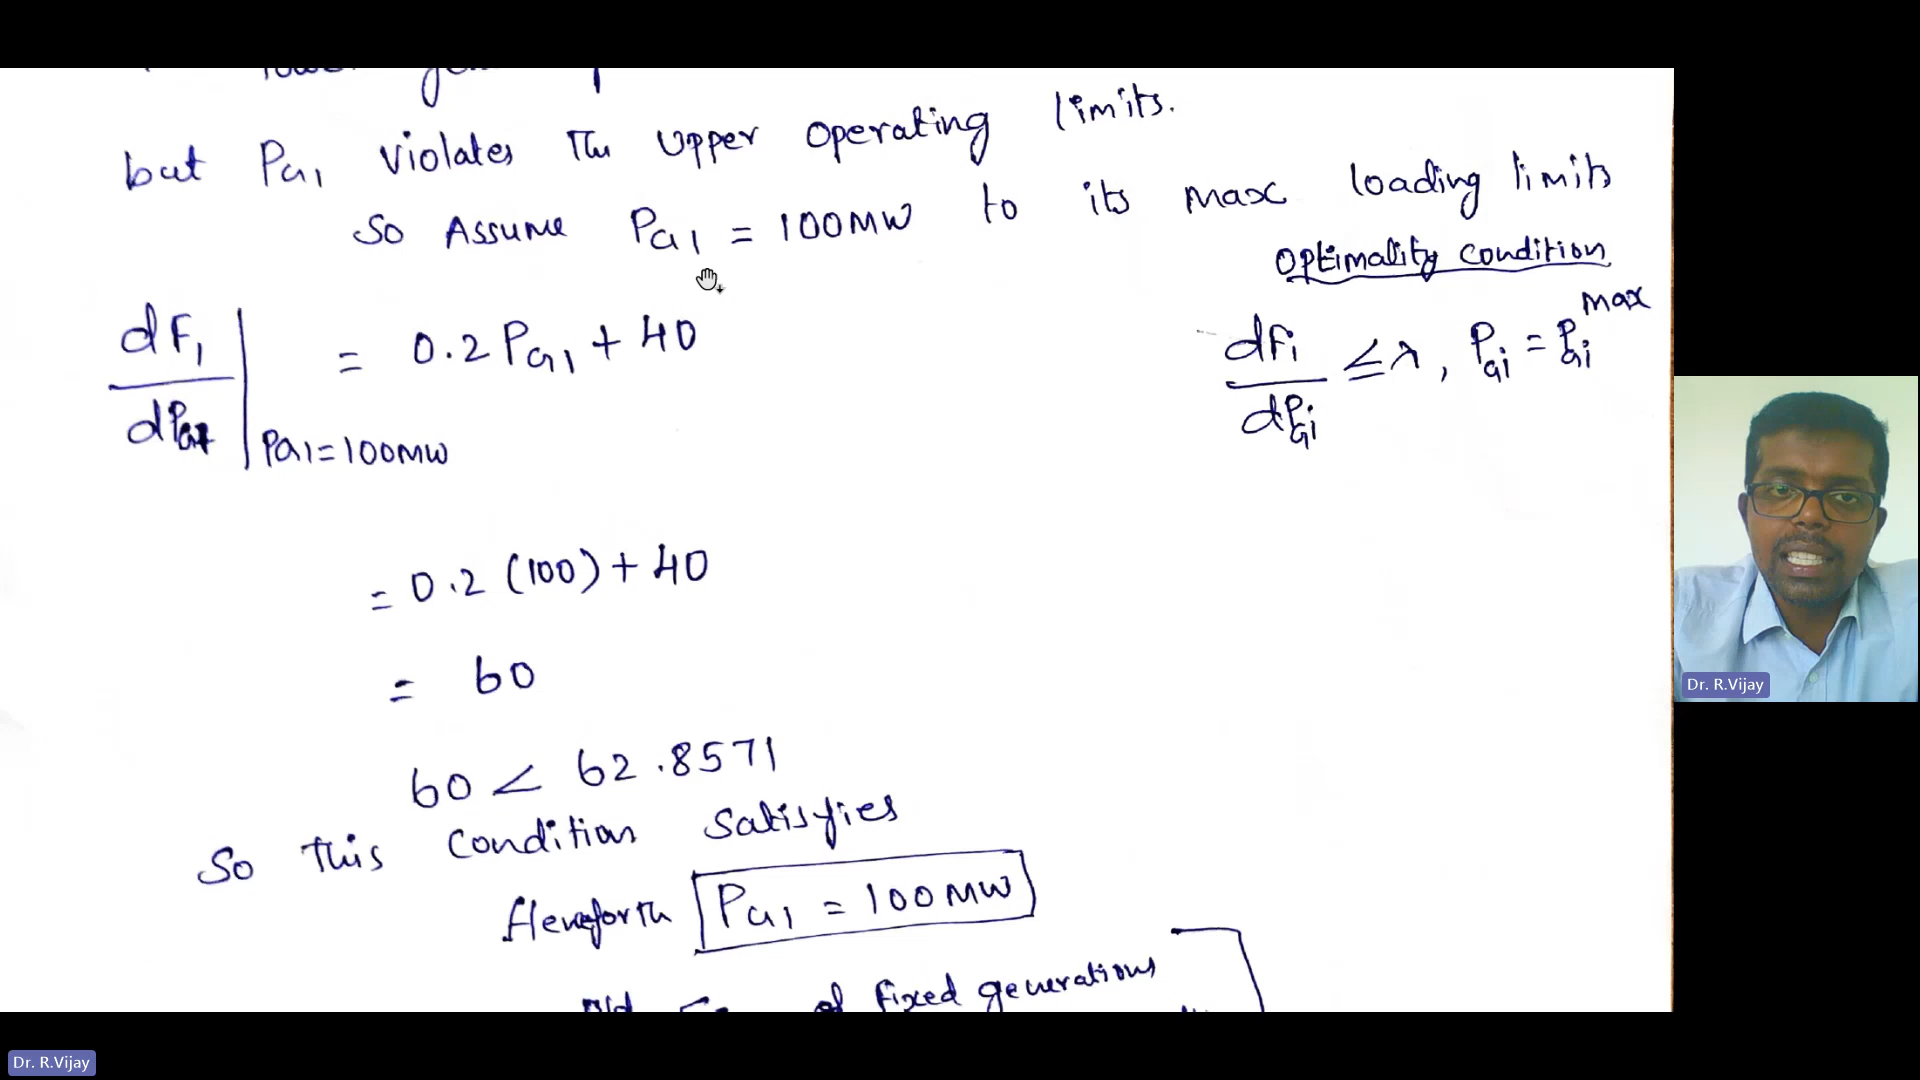 but PG1 violates The upper operating limits.
So Assume PG1 = 100MW to its max loading limits
optimality condition
dF1/dPG1 | PG1=100MW = 0.2 PG1 + 40
dFi/dPGi ≤ λ, PGi = PGi max
= 0.2 (100) + 40
= 60
60 < 62.8571
So This Condition Satisfies
Henceforth PG1 = 100MW
of fixed generations
Dr. R.Vijay
Dr. R.Vijay